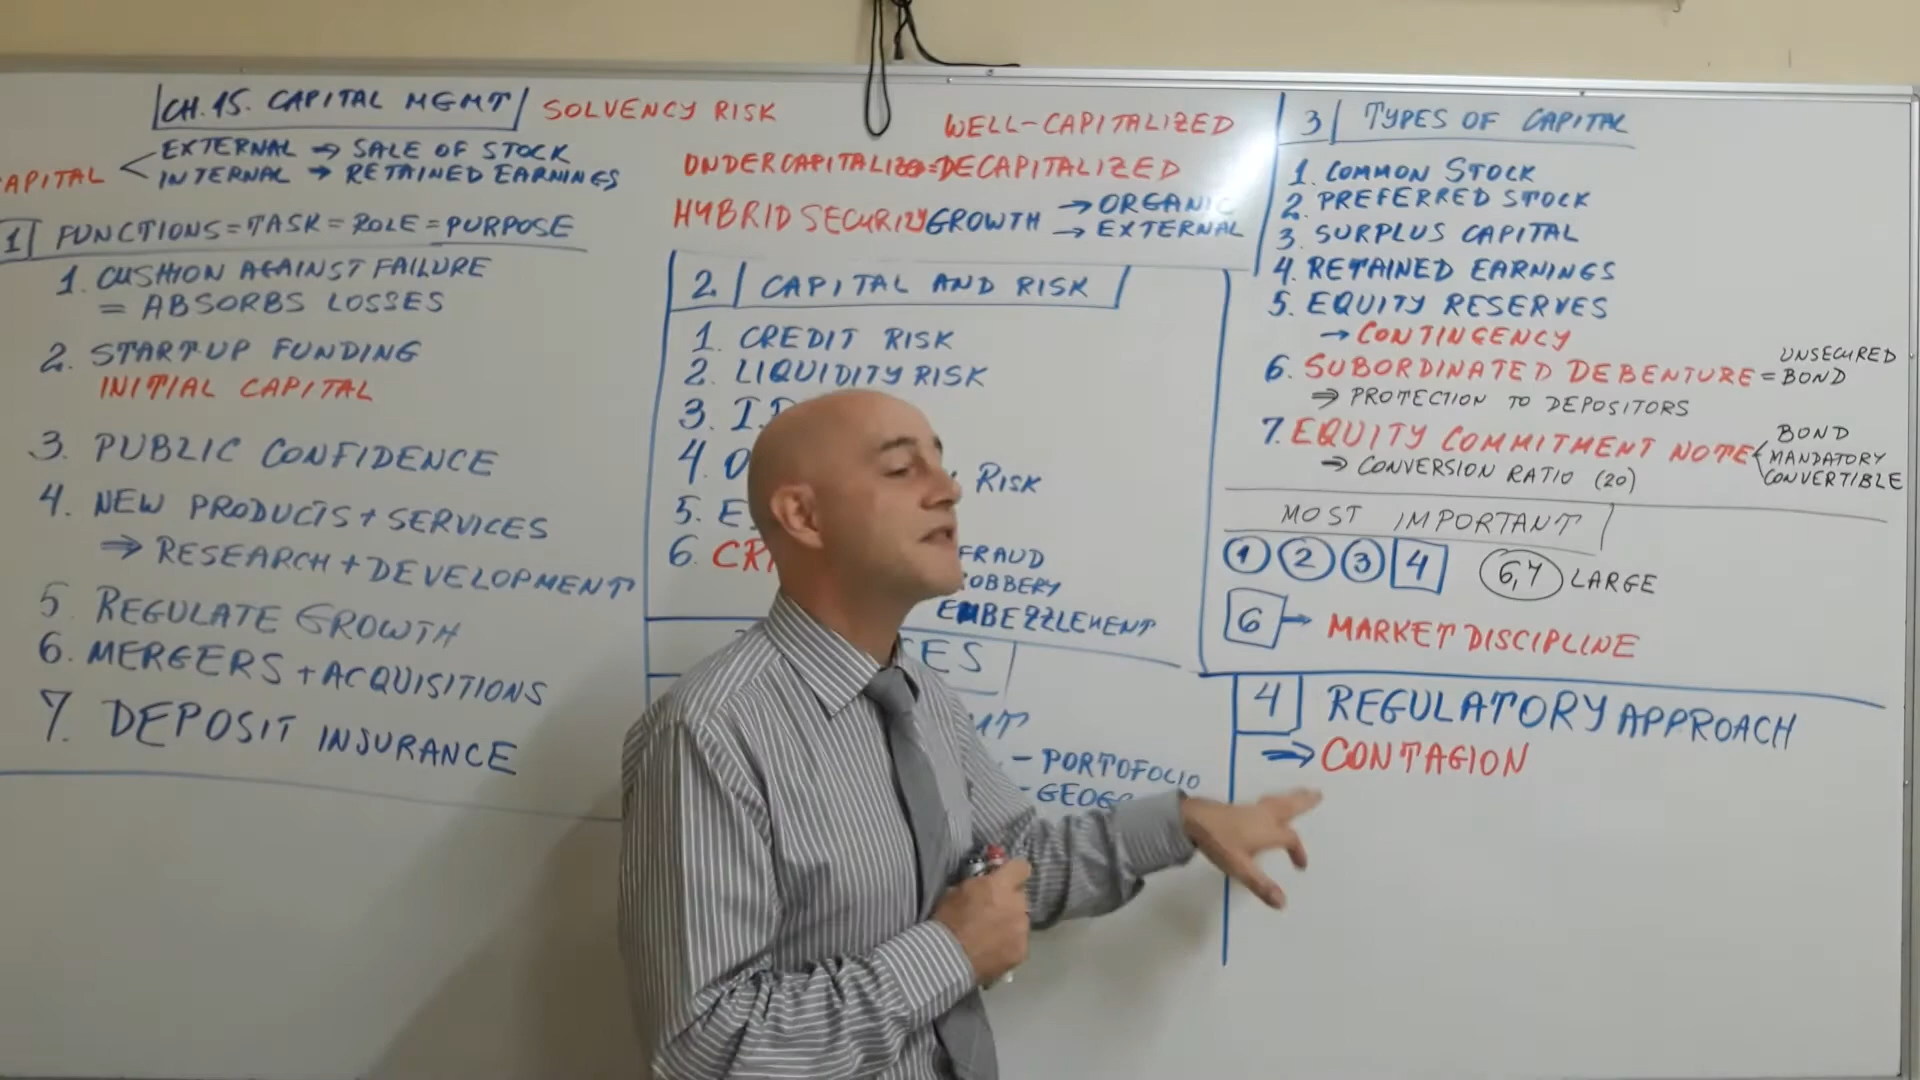 CH. 15. CAPITAL MGMT
SOLVENCY RISK
WELL-CAPITALIZED
EXTERNAL → SALE OF STOCK
APITAL
INTERNAL → RETAINED EARNINGS
UNDERCAPITALIZED=DECAPITALIZED
HYBRID SECURITY
GROWTH → ORGANIC
→ EXTERNAL
1 FUNCTIONS = TASK = ROLE = PURPOSE
1. CUSHION AGAINST FAILURE
= ABSORBS LOSSES
2. STARTUP FUNDING
INITIAL CAPITAL
3. PUBLIC CONFIDENCE
4. NEW PRODUCTS + SERVICES
⇒ RESEARCH + DEVELOPMENT
5. REGULATE GROWTH
6. MERGERS + ACQUISITIONS
7. DEPOSIT INSURANCE
2. CAPITAL AND RISK
1. CREDIT RISK
2. LIQUIDITY RISK
3. I
4. O RISK
5. E
6. CR FRAUD
OBBERY
EMBEZZLEMENT
ES
NT
- PORTOFOLIO
- GEOG
3 TYPES OF CAPITAL
1. COMMON STOCK
2. PREFERRED STOCK
3. SURPLUS CAPITAL
4. RETAINED EARNINGS
5. EQUITY RESERVES
→ CONTINGENCY
6. SUBORDINATED DEBENTURE = UNSECURED
BOND
⇒ PROTECTION TO DEPOSITORS
7. EQUITY COMMITMENT NOTE BOND
MANDATORY
CONVERTIBLE
⇒ CONVERSION RATIO (20)
MOST IMPORTANT
1 2 3 4 6,7 LARGE
6 → MARKET DISCIPLINE
4 REGULATORY APPROACH
⇒ CONTAGION